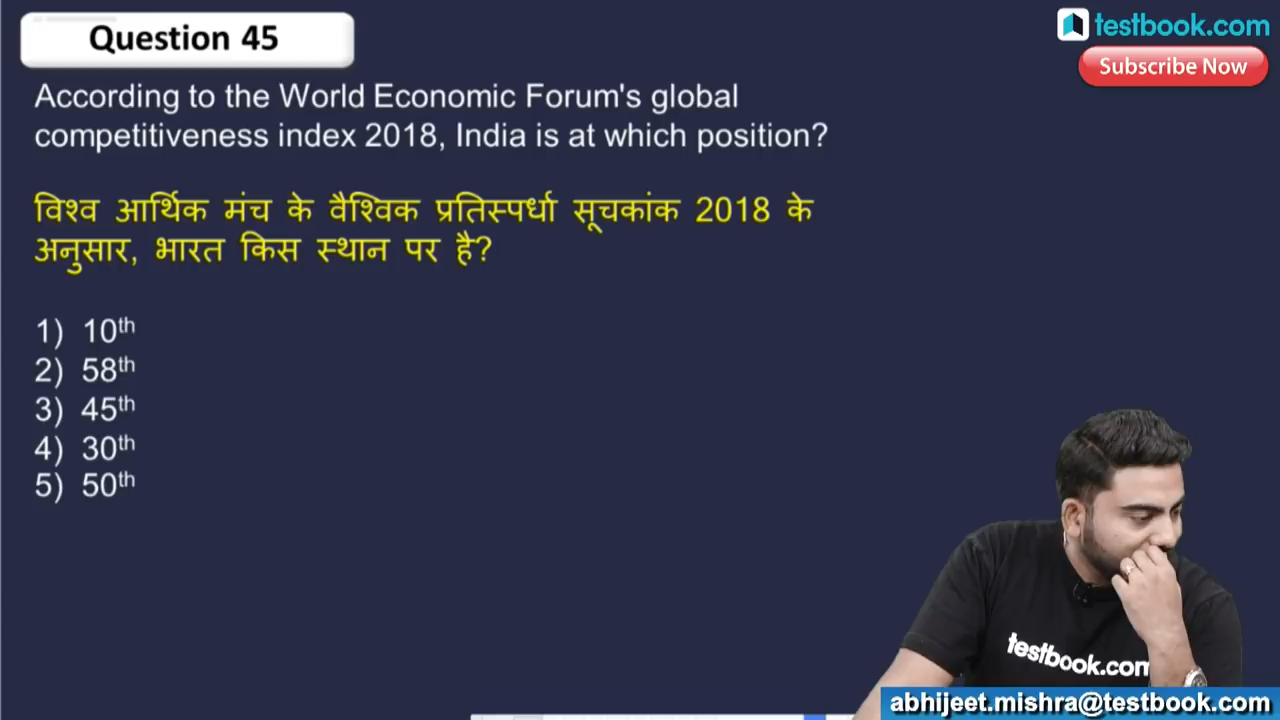 Question 45
testbook.com
Subscribe Now
According to the World Economic Forum's global
competitiveness index 2018, India is at which position?
विश्व आर्थिक मंच के वैश्विक प्रतिस्पर्धा सूचकांक 2018 के
अनुसार, भारत किस स्थान पर है?
1) 10th
2) 58th
3) 45th
4) 30th
5) 50th
testbook.com
abhijeet.mishra@testbook.com